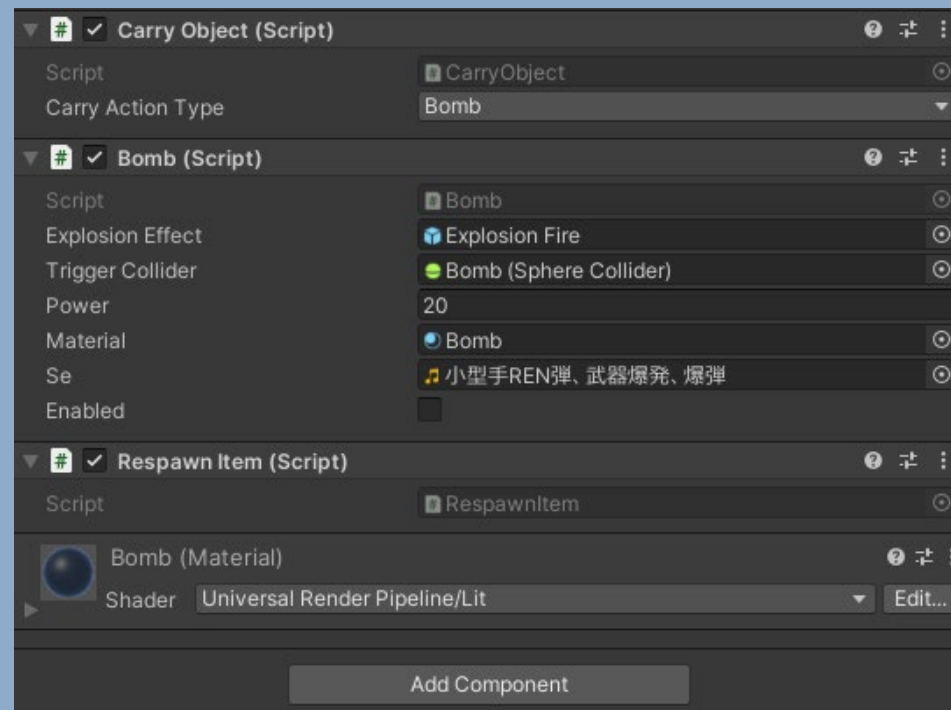 Carry Object (Script)
Script CarryObject
Carry Action Type Bomb
Bomb (Script)
Script Bomb
Explosion Effect Explosion Fire
Trigger Collider Bomb (Sphere Collider)
Power 20
Material Bomb
Se 小型手REN弾、武器爆発、爆弾
Enabled
Respawn Item (Script)
Script RespawnItem
Bomb (Material)
Shader Universal Render Pipeline/Lit Edit...
Add Component